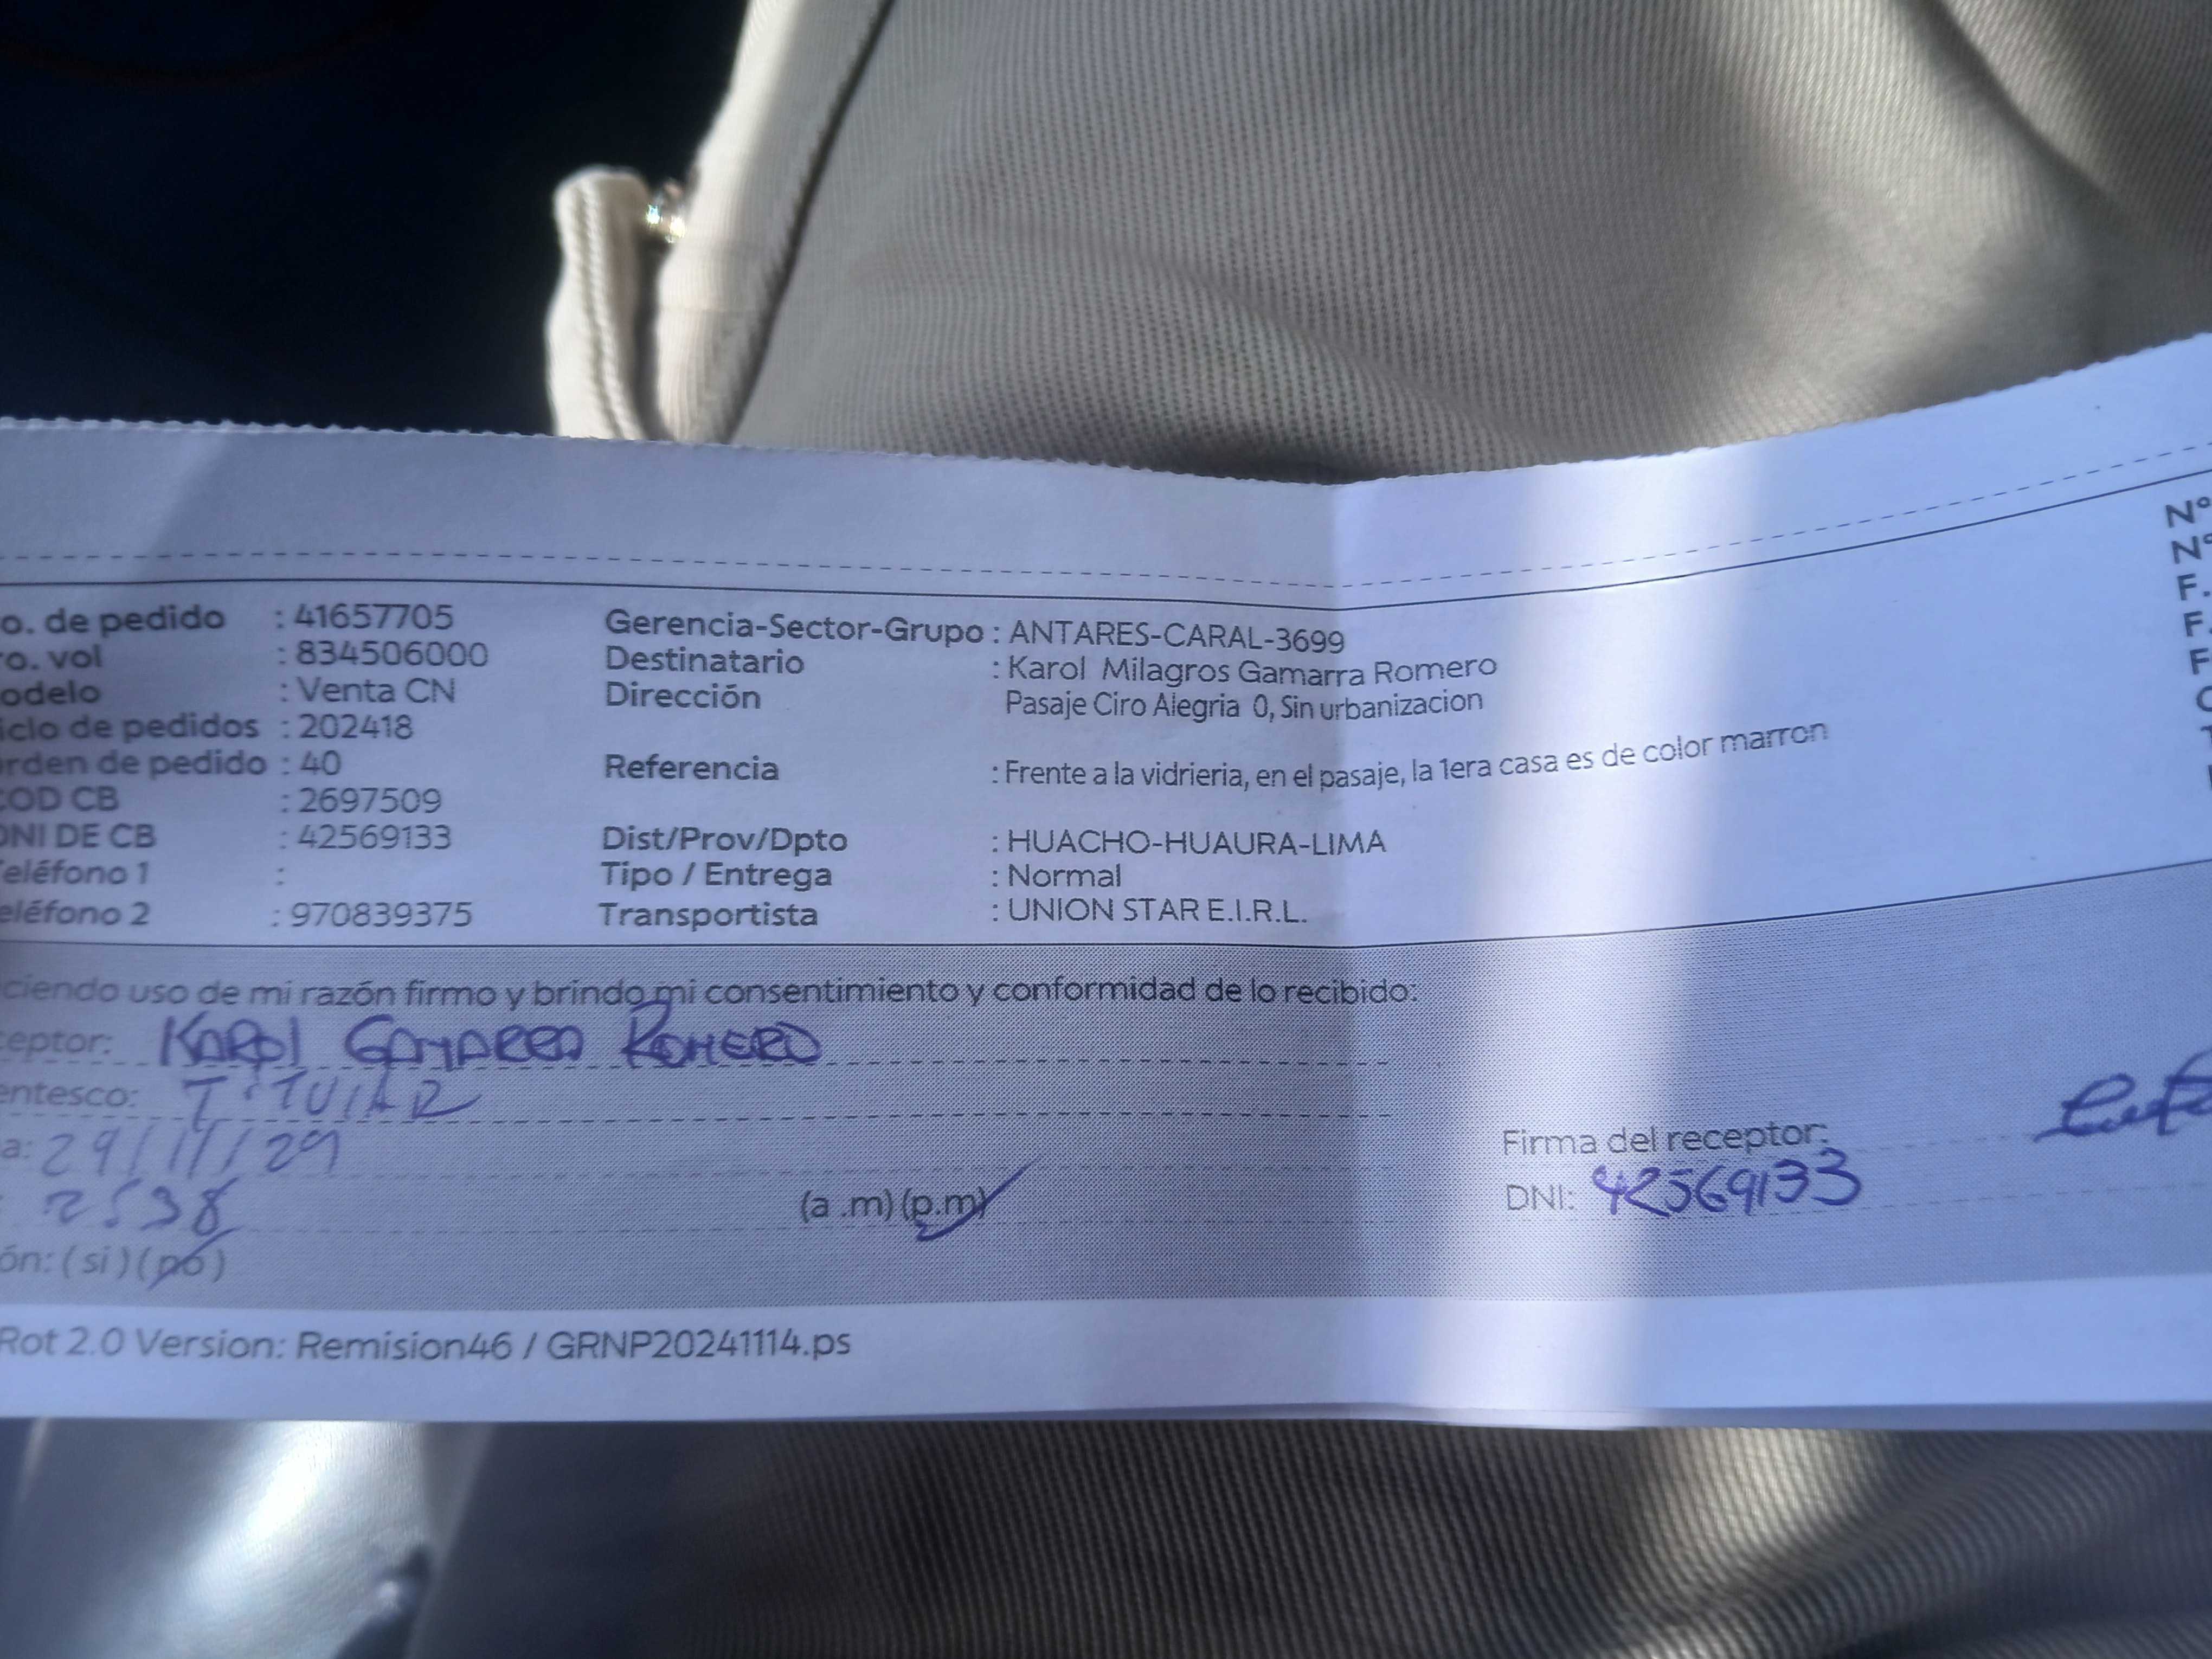 o. de pedido : 41657705
ro. vol : 834506000
odelo : Venta CN
iclo de pedidos : 202418
rden de pedido : 40
COD CB : 2697509
DNI DE CB : 42569133
Teléfono 1 :
eléfono 2 : 970839375
Gerencia-Sector-Grupo : ANTARES-CARAL-3699
Destinatario : Karol Milagros Gamarra Romero
Dirección Pasaje Ciro Alegria 0, Sin urbanizacion
Referencia : Frente a la vidrieria, en el pasaje, la 1era casa es de color marron
Dist/Prov/Dpto : HUACHO-HUAURA-LIMA
Tipo / Entrega : Normal
Transportista : UNION STAR E.I.R.L.
N°
N°
F.
F.
F
ciendo uso de mi razón firmo y brindo mi consentimiento y conformidad de lo recibido:
ceptor: KAROl GAMARRA ROMERO
entesco: TiTUlAR
a: 29/11/29
2538 (a .m) (p.m)
ón: (si) (no)
Firma del receptor:
DNI: 42569133
Rot 2.0 Version: Remision46 / GRNP20241114.ps